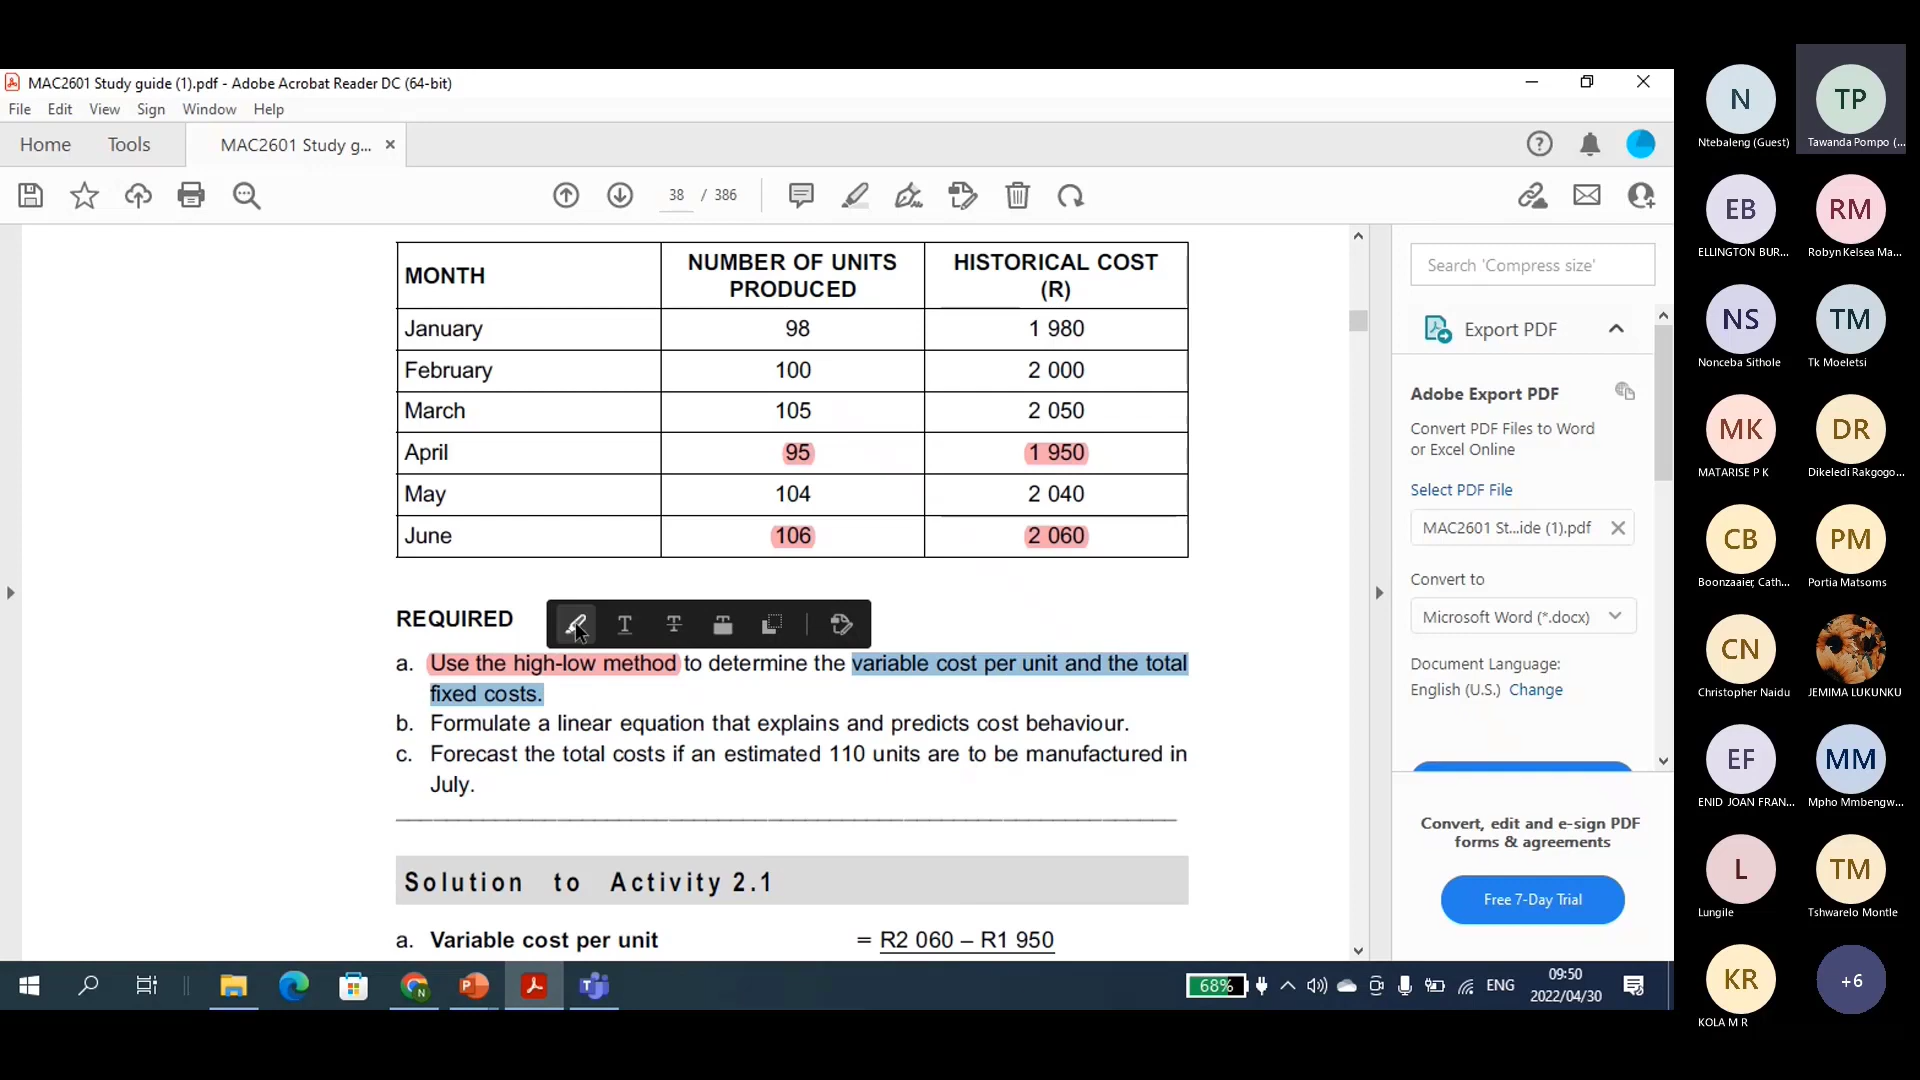 MAC2601 Study guide (1).pdf - Adobe Acrobat Reader DC (64-bit)
File Edit View Sign Window Help
Home Tools MAC2601 Study g...
38 / 386
MONTH NUMBER OF UNITS PRODUCED HISTORICAL COST (R)
January 98 1 980
February 100 2 000
March 105 2 050
April 95 1 950
May 104 2 040
June 106 2 060
REQUIRED
a. Use the high-low method to determine the variable cost per unit and the total
fixed costs.
b. Formulate a linear equation that explains and predicts cost behaviour.
c. Forecast the total costs if an estimated 110 units are to be manufactured in
July.
Solution to Activity 2.1
a. Variable cost per unit = R2 060 – R1 950
Search 'Compress size'
Export PDF
Adobe Export PDF
Convert PDF Files to Word
or Excel Online
Select PDF File
MAC2601 St...ide (1).pdf
Convert to
Microsoft Word (*.docx)
Document Language:
English (U.S.) Change
Convert, edit and e-sign PDF
forms & agreements
Free 7-Day Trial
68%
ENG
09:50
2022/04/30
N TP
Ntebaleng (Guest) Tawanda Pompo (...
EB RM
ELLINGTON BUR... Robyn Kelsea Ma...
NS TM
Nonceba Sithole Tk Moeletsi
MK DR
MATARISE P K Dikeledi Rakgogo...
CB PM
Boonzaaier, Cath... Portia Matsoms
CN
Christopher Naidu JEMIMA LUKUNKU
EF MM
ENID JOAN FRAN... Mpho Mmbengw...
L TM
Lungile Tshwarelo Montle
KR +6
KOLA M R